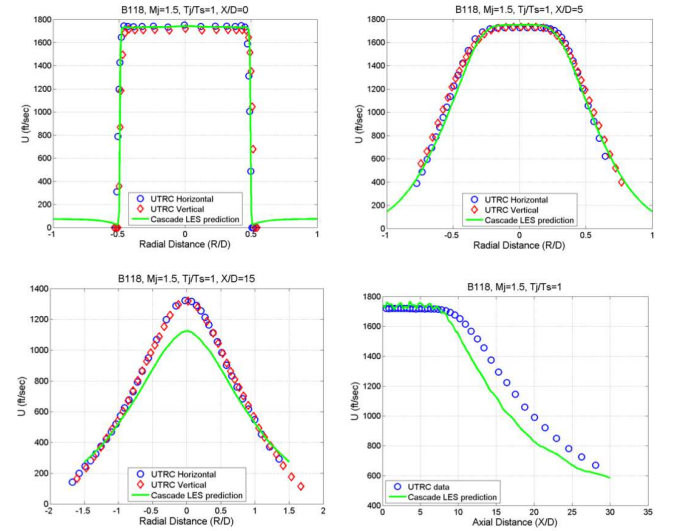 B118, Mj=1.5, Tj/Ts=1, X/D=0
1800
1600
1400
1200
1000
800
600
400
200
0
U (ft/sec)
UTRC Horizontal
UTRC Vertical
Cascade LES prediction
-1
-0.5
0
0.5
1
Radial Distance (R/D)
B118, Mj=1.5, Tj/Ts=1, X/D=5
1800
1600
1400
1200
1000
800
600
400
200
0
U (ft/sec)
UTRC Horizontal
UTRC Vertical
Cascade LES prediction
-1
-0.5
0
0.5
1
Radial Distance (R/D)
B118, Mj=1.5, Tj/Ts=1, X/D=15
1400
1200
1000
800
600
400
200
0
U (ft/sec)
UTRC Horizontal
UTRC Vertical
Cascade LES prediction
-2
-1.5
-1
-0.5
0
0.5
1
1.5
2
Radial Distance (R/D)
B118, Mj=1.5, Tj/Ts=1
1800
1600
1400
1200
1000
800
600
400
U (ft/sec)
UTRC data
Cascade LES prediction
0
5
10
15
20
25
30
35
Axial Distance (X/D)